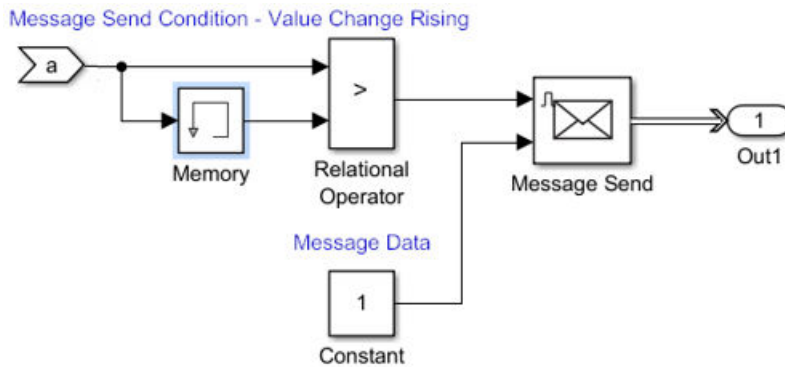 Message Send Condition - Value Change Rising
a
>
Memory
Relational
Operator
Message Send
1
Out1
Message Data
1
Constant